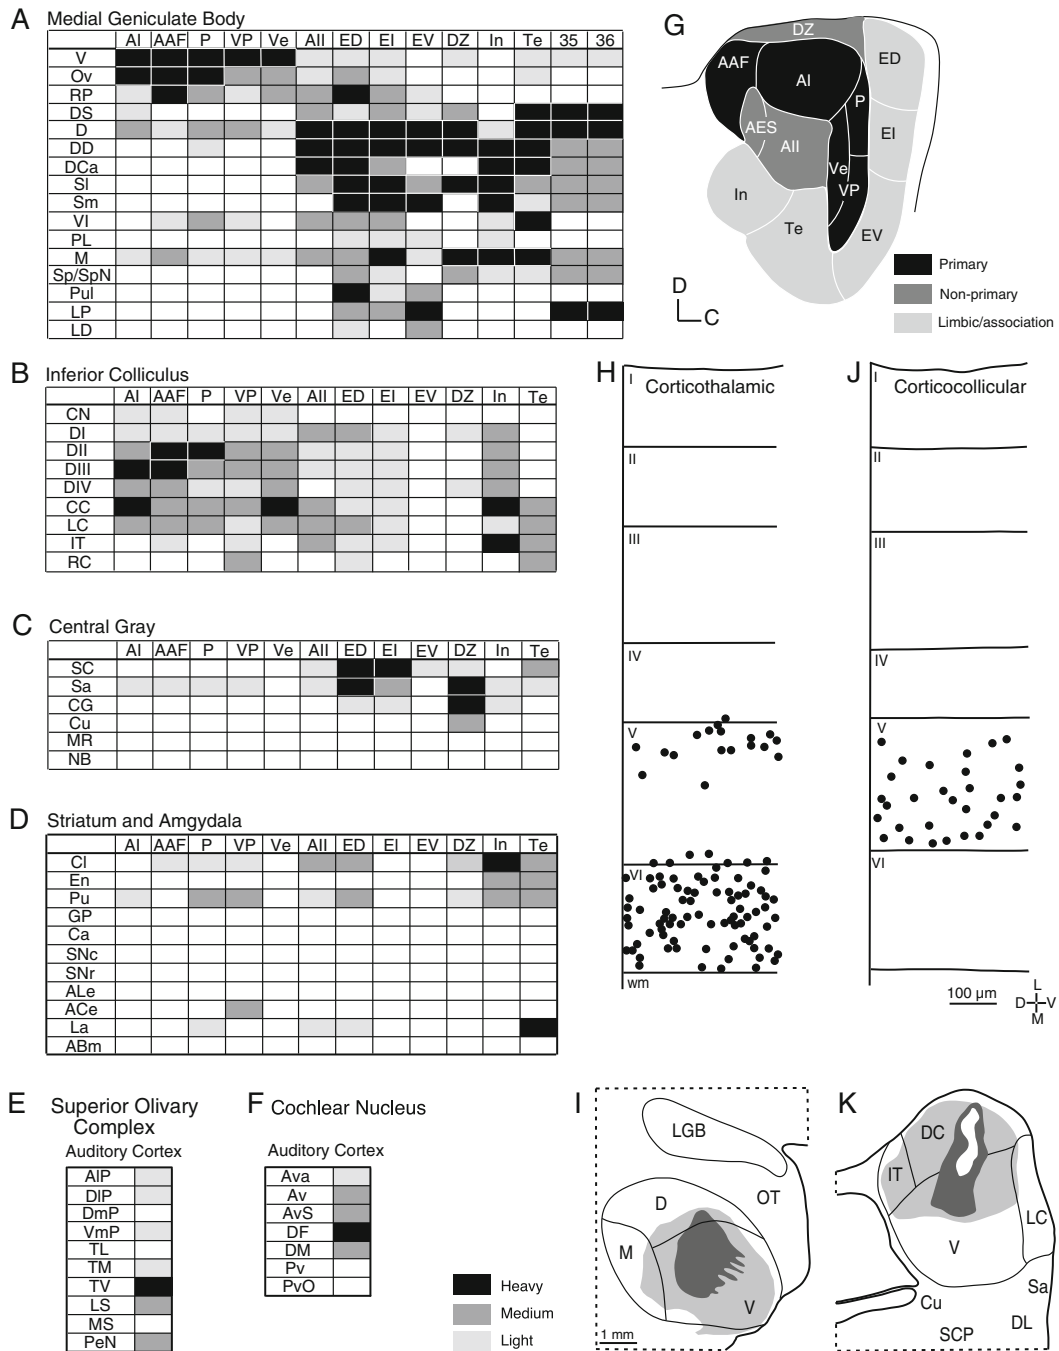 A Medial Geniculate Body
AI AAF P VP Ve AII ED EI EV DZ In Te 35 36
V
Ov
RP
DS
D
DD
DCa
Sl
Sm
Vl
PL
M
Sp/SpN
Pul
LP
LD
B Inferior Colliculus
AI AAF P VP Ve AII ED EI EV DZ In Te
CN
DI
DII
DIII
DIV
CC
LC
IT
RC
C Central Gray
AI AAF P VP Ve AII ED EI EV DZ In Te
SC
Sa
CG
Cu
MR
NB
D Striatum and Amgydala
AI AAF P VP Ve AII ED EI EV DZ In Te
Cl
En
Pu
GP
Ca
SNc
SNr
ALe
ACe
La
ABm
E Superior Olivary
Complex
Auditory Cortex
AlP
DlP
DmP
VmP
TL
TM
TV
LS
MS
PeN
F Cochlear Nucleus
Auditory Cortex
Ava
Av
AvS
DF
DM
Pv
PvO
Heavy
Medium
Light
G
DZ
AAF
AI
ED
P
AES
AII
EI
Ve
VP
In
Te
EV
Primary
Non-primary
Limbic/association
D
C
H
Corticothalamic
I
II
III
IV
V
VI
wm
J
Corticocollicular
I
II
III
IV
V
VI
100 µm
L
D V
M
I
LGB
OT
D
M
V
1 mm
K
DC
IT
LC
V
Sa
Cu
DL
SCP